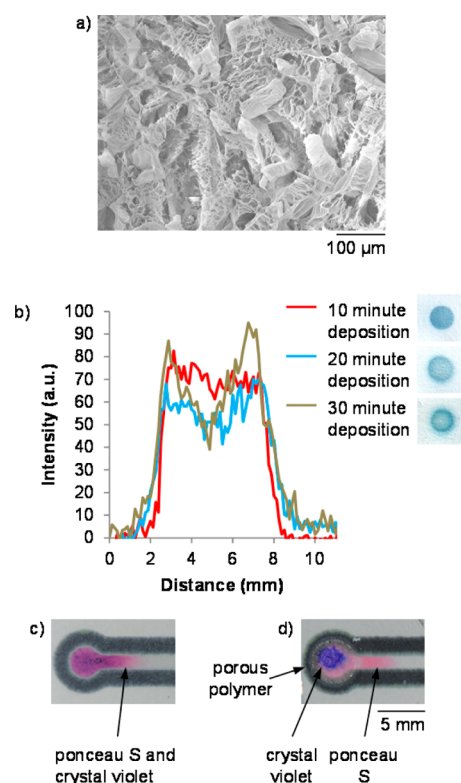 a)
100 µm
b)
100
90
80
70
60
50
40
30
20
10
0
Intensity (a.u.)
0 2 4 6 8 10
Distance (mm)
10 minute
deposition
20 minute
deposition
30 minute
deposition
c)
d)
porous
polymer
5 mm
ponceau S and
crystal violet
crystal
violet
ponceau
S